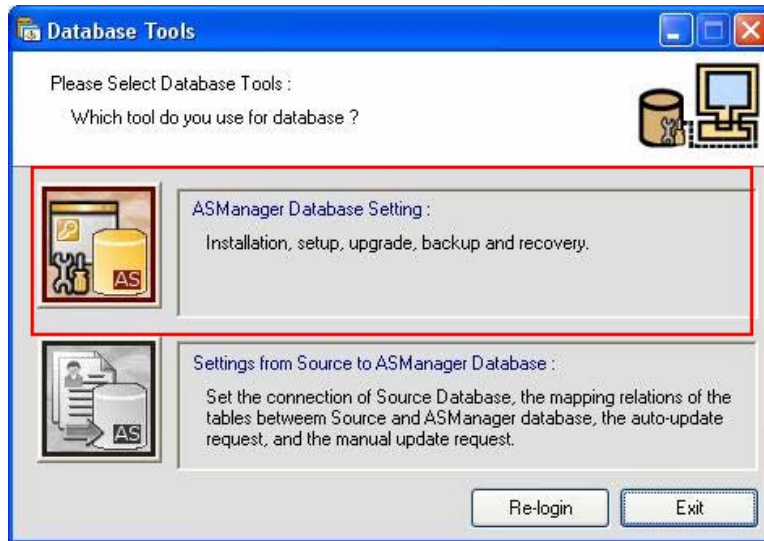 Database Tools
Please Select Database Tools :
Which tool do you use for database ?
ASManager Database Setting :
Installation, setup, upgrade, backup and recovery.
AS
Settings from Source to ASManager Database :
Set the connection of Source Database, the mapping relations of the
tables betweem Source and ASManager database, the auto-update
request, and the manual update request.
AS
Re-login
Exit